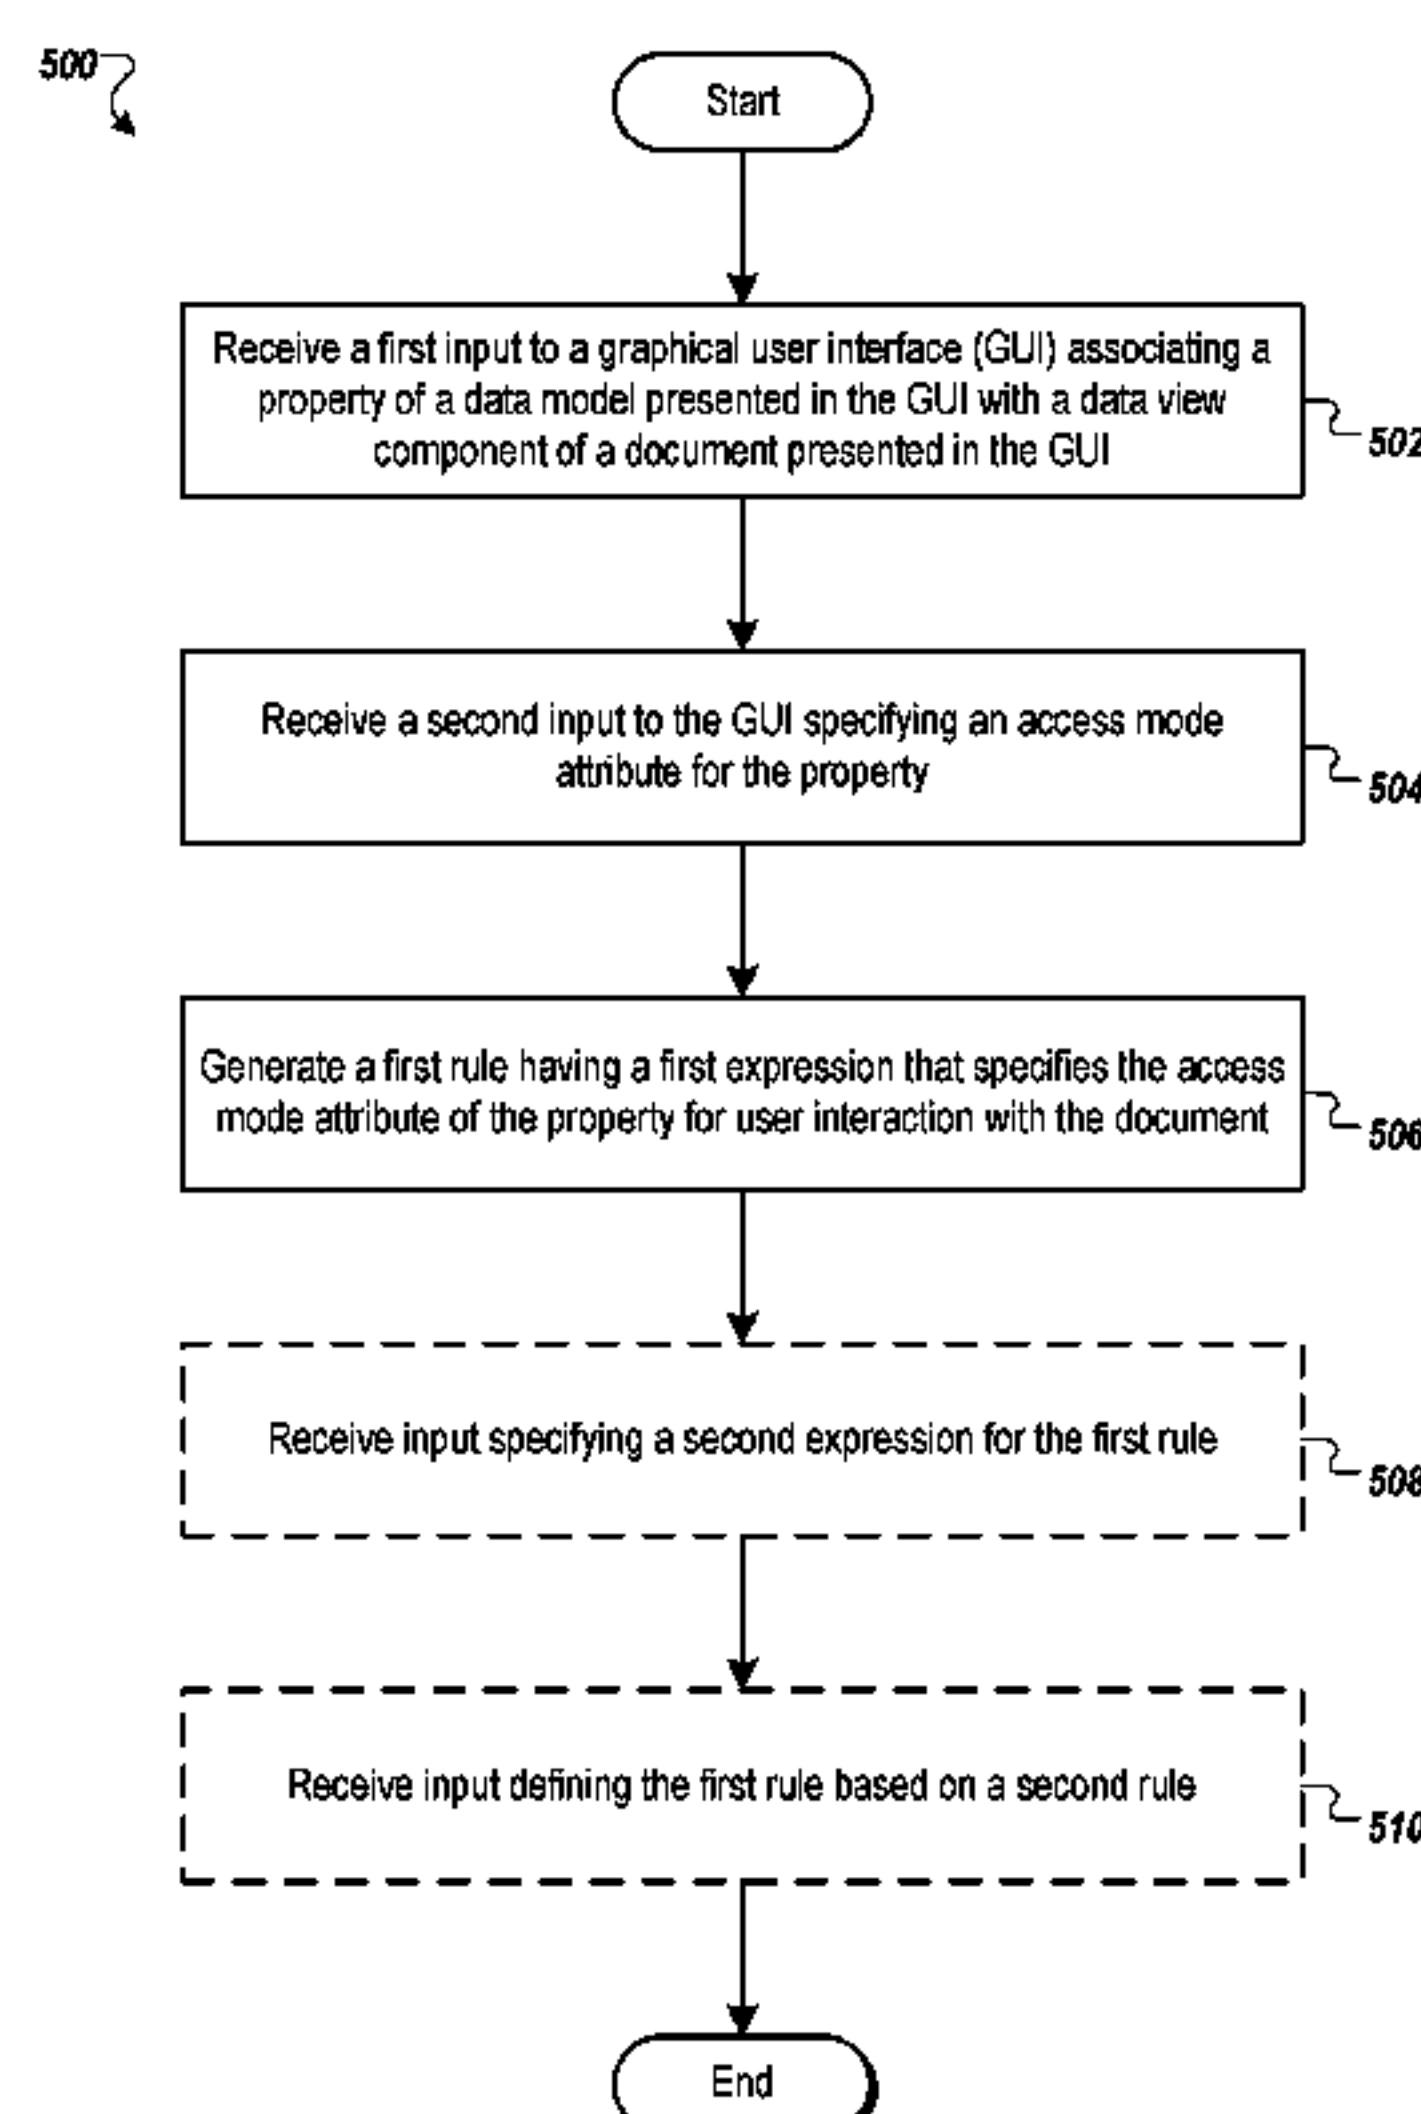 500
Start
Receive a first input to a graphical user interface (GUI) associating a
property of a data model presented in the GUI with a data view
component of a document presented in the GUI
502
Receive a second input to the GUI specifying an access mode
attribute for the property
504
Generate a first rule having a first expression that specifies the access
mode attribute of the property for user interaction with the document
506
Receive input specifying a second expression for the first rule
508
Receive input defining the first rule based on a second rule
510
End